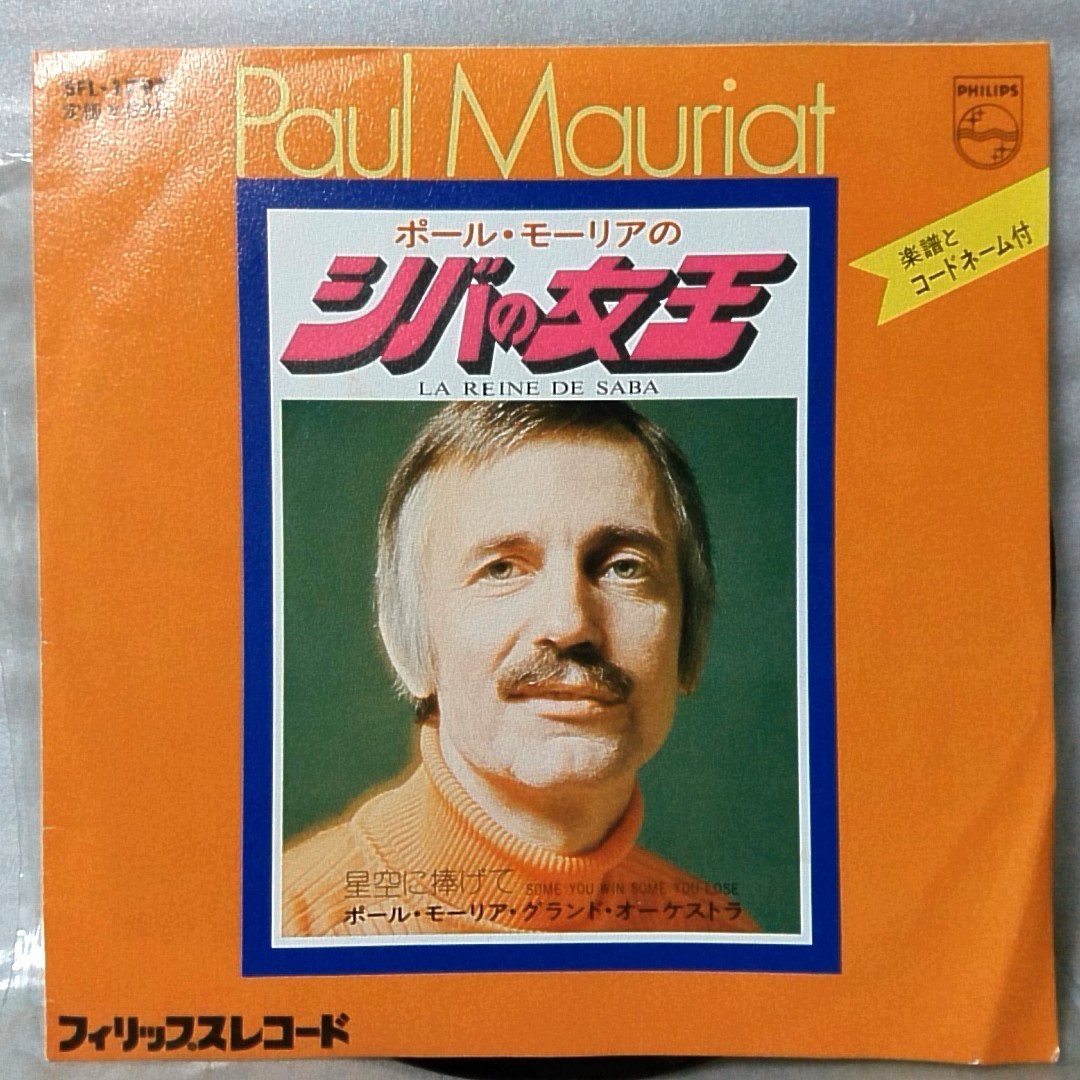 Paul Mauriat
PHILIPS
ポール・モーリアの
シバの女王
LA REINE DE SABA
楽譜と
コードネーム付
星空に捧げて SOME YOU WIN SOME YOU LOSE
ポール・モーリア・グランド・オーケストラ
フィリップスレコード